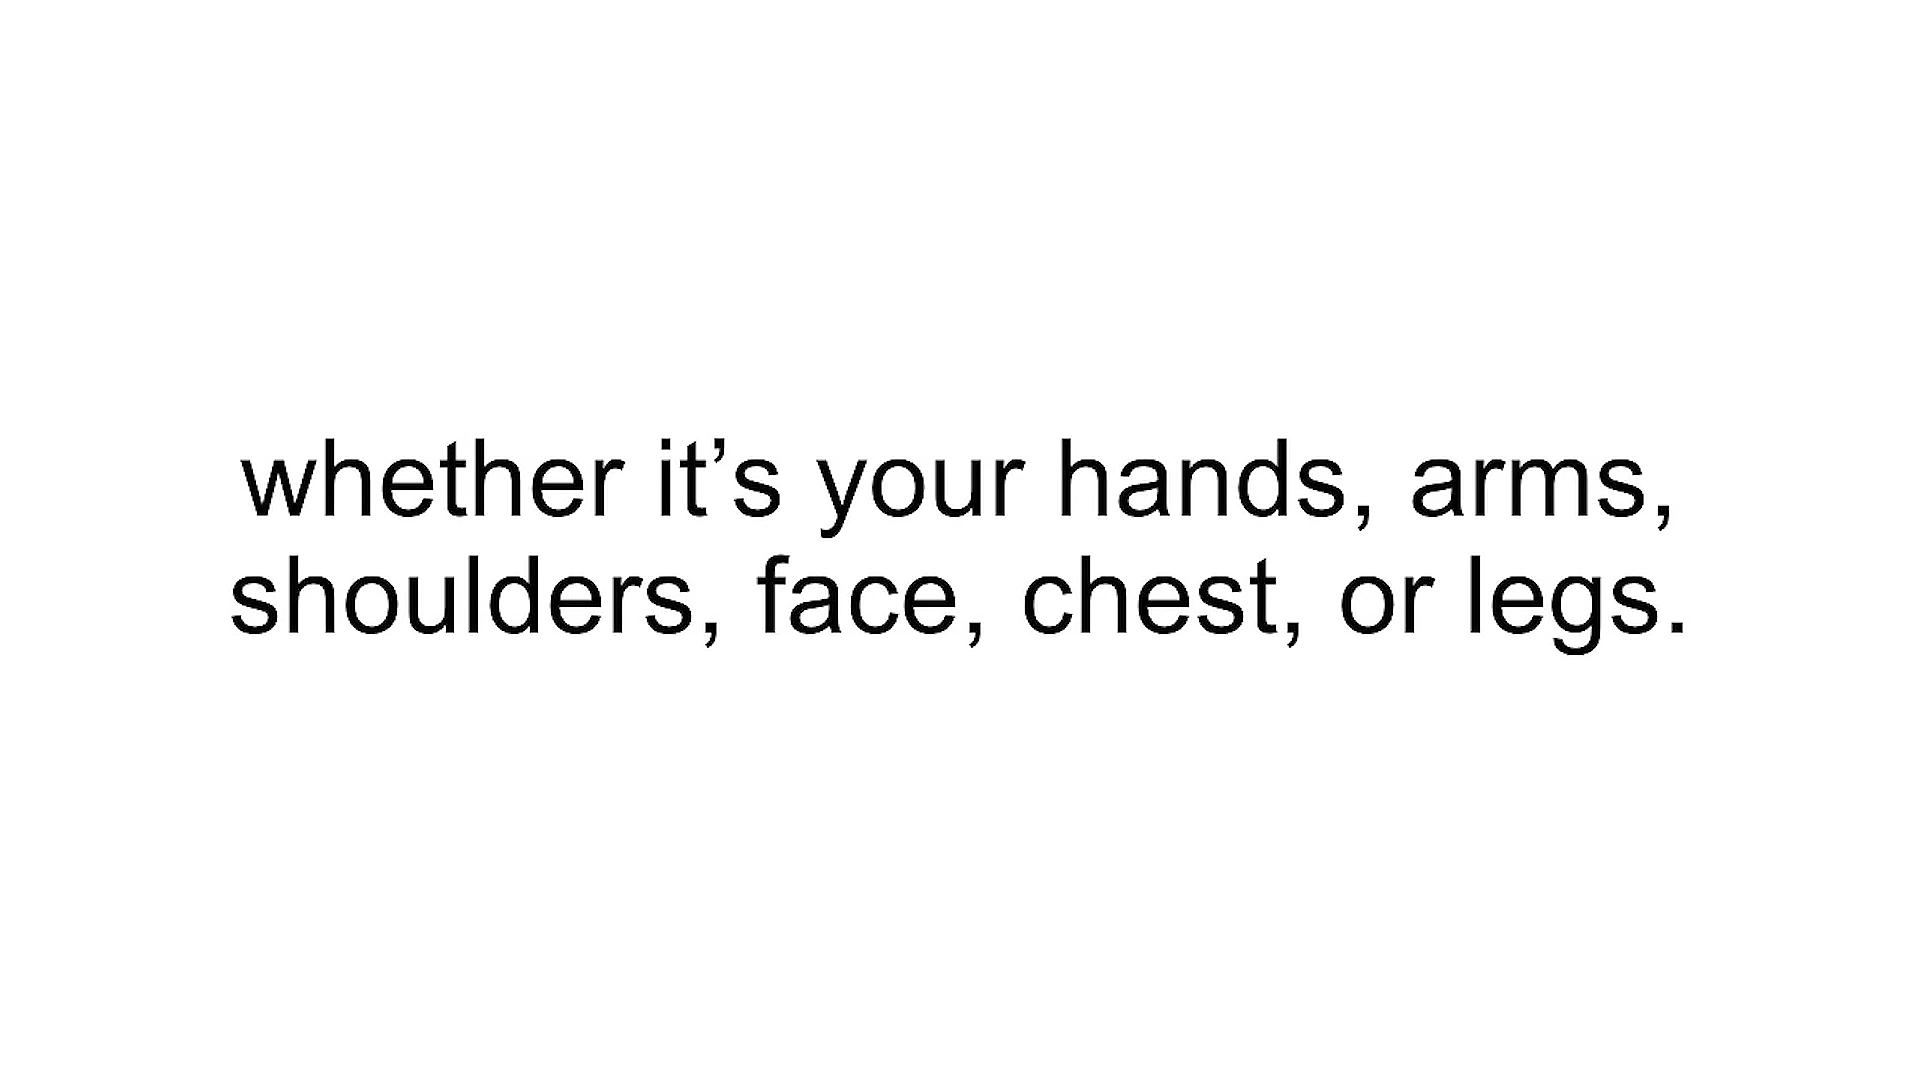 whether it’s your hands, arms,
shoulders, face, chest, or legs.